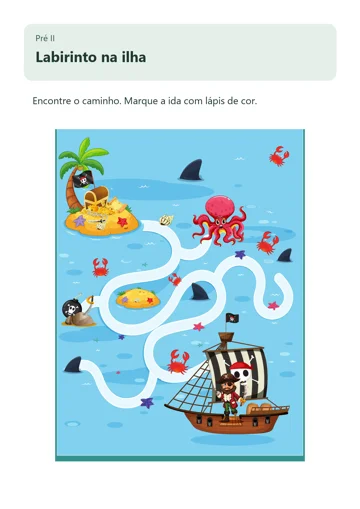 Pré II
Labirinto na ilha
Encontre o caminho. Marque a ida com lápis de cor.